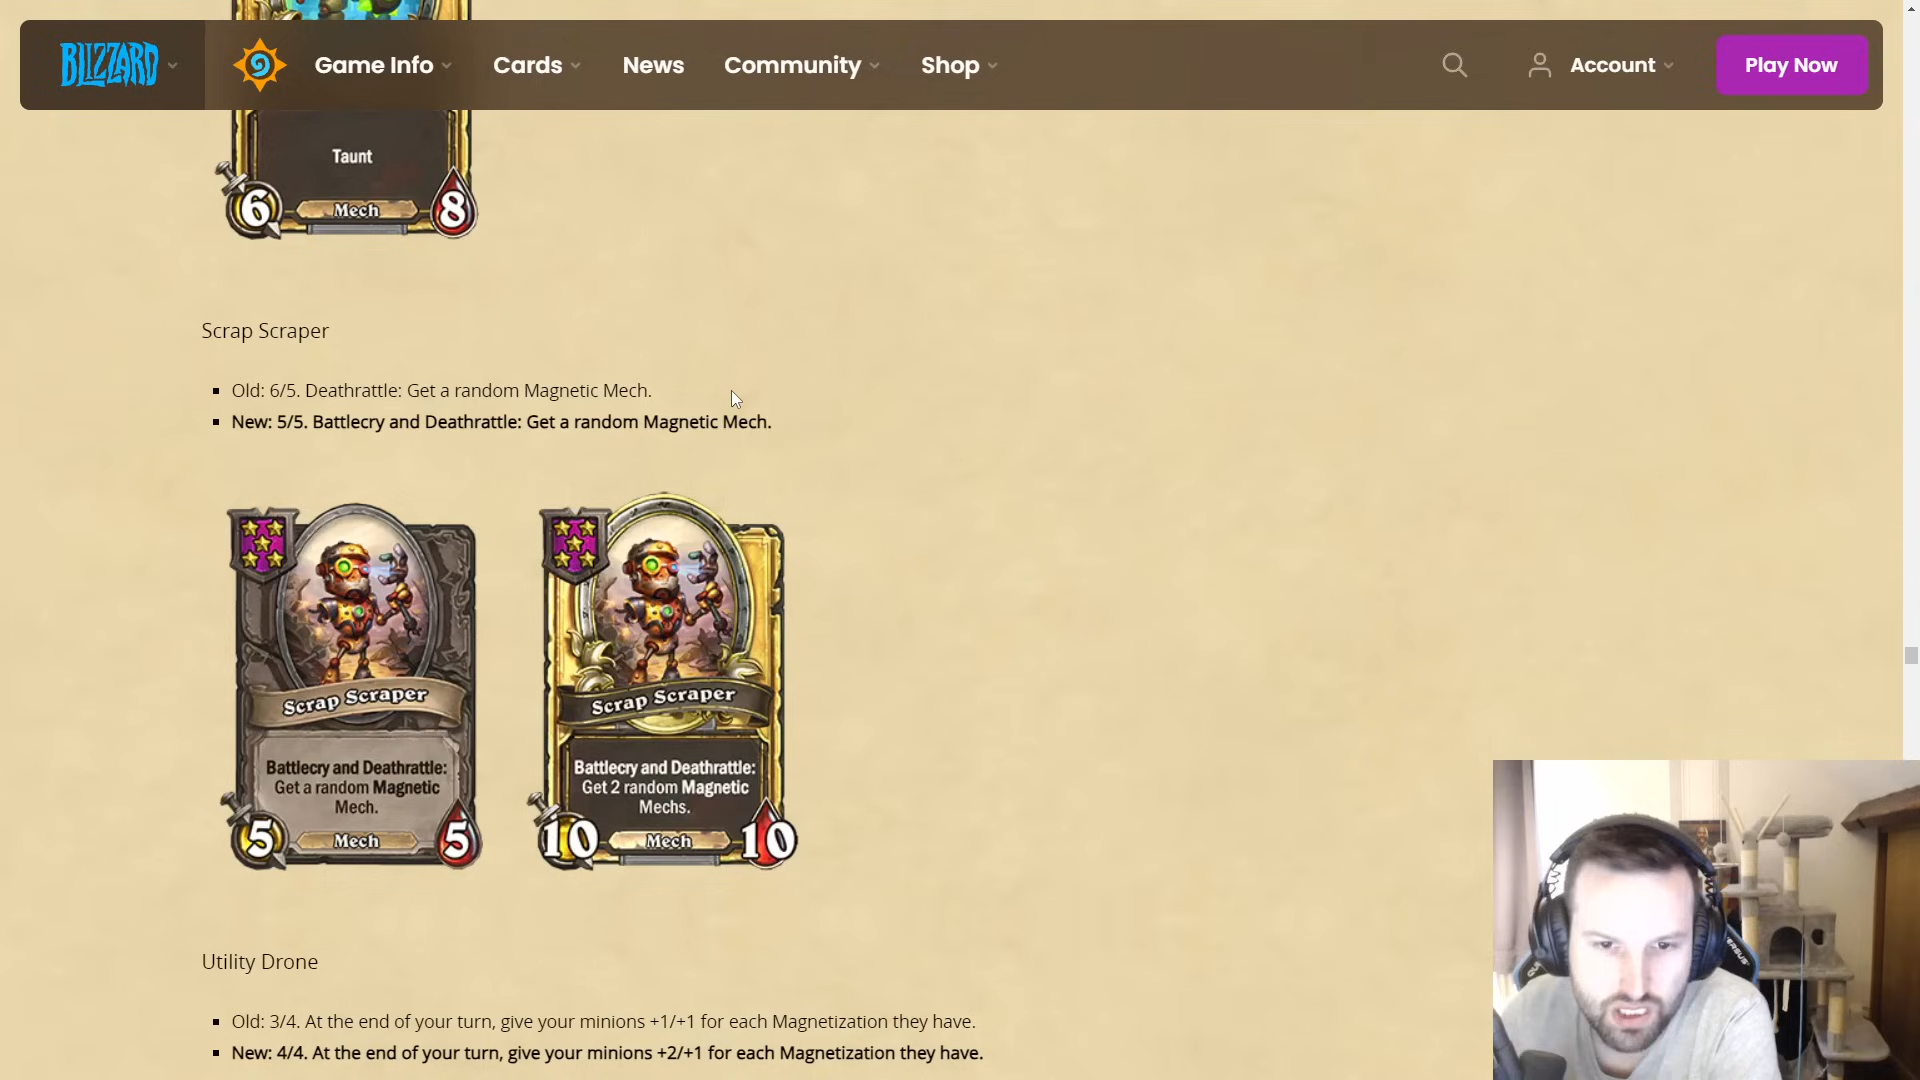 BLIZZARD
Game Info
Cards
News
Community
Shop
Account
Play Now
Taunt
6
Mech
8
Scrap Scraper
Old: 6/5. Deathrattle: Get a random Magnetic Mech.
New: 5/5. Battlecry and Deathrattle: Get a random Magnetic Mech.
Scrap Scraper
Battlecry and Deathrattle:
Get a random Magnetic
Mech.
5
Mech
5
Scrap Scraper
Battlecry and Deathrattle:
Get 2 random Magnetic
Mechs.
10
Mech
10
Utility Drone
Old: 3/4. At the end of your turn, give your minions +1/+1 for each Magnetization they have.
New: 4/4. At the end of your turn, give your minions +2/+1 for each Magnetization they have.